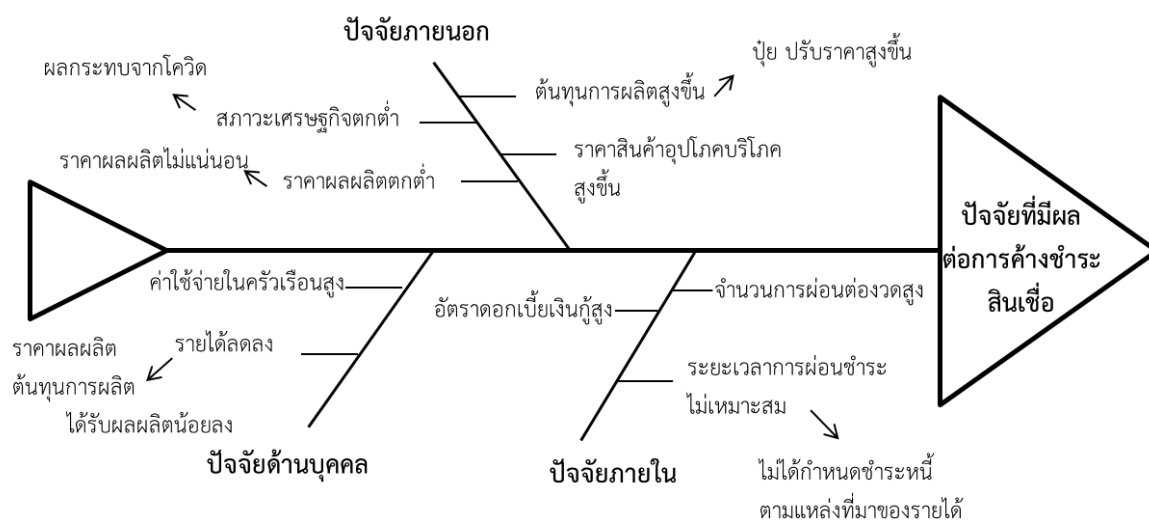 ปัจจัยภายนอก
ผลกระทบจากโควิด
สภาวะเศรษฐกิจตกต่ำ
ราคาผลผลิตไม่แน่นอน
ราคาผลผลิตตกต่ำ
ปุ๋ย ปรับราคาสูงขึ้น
ต้นทุนการผลิตสูงขึ้น
ราคาสินค้าอุปโภคบริโภค
สูงขึ้น
ปัจจัยที่มีผล
ต่อการค้างชำระ
สินเชื่อ
ค่าใช้จ่ายในครัวเรือนสูง
รายได้ลดลง
ราคาผลผลิต
ต้นทุนการผลิต
ได้รับผลผลิตน้อยลง
ปัจจัยด้านบุคคล
อัตราดอกเบี้ยเงินกู้สูง
จำนวนการผ่อนต่องวดสูง
ระยะเวลาการผ่อนชำระ
ไม่เหมาะสม
ไม่ได้กำหนดชำระหนี้
ตามแหล่งที่มาของรายได้
ปัจจัยภายใน